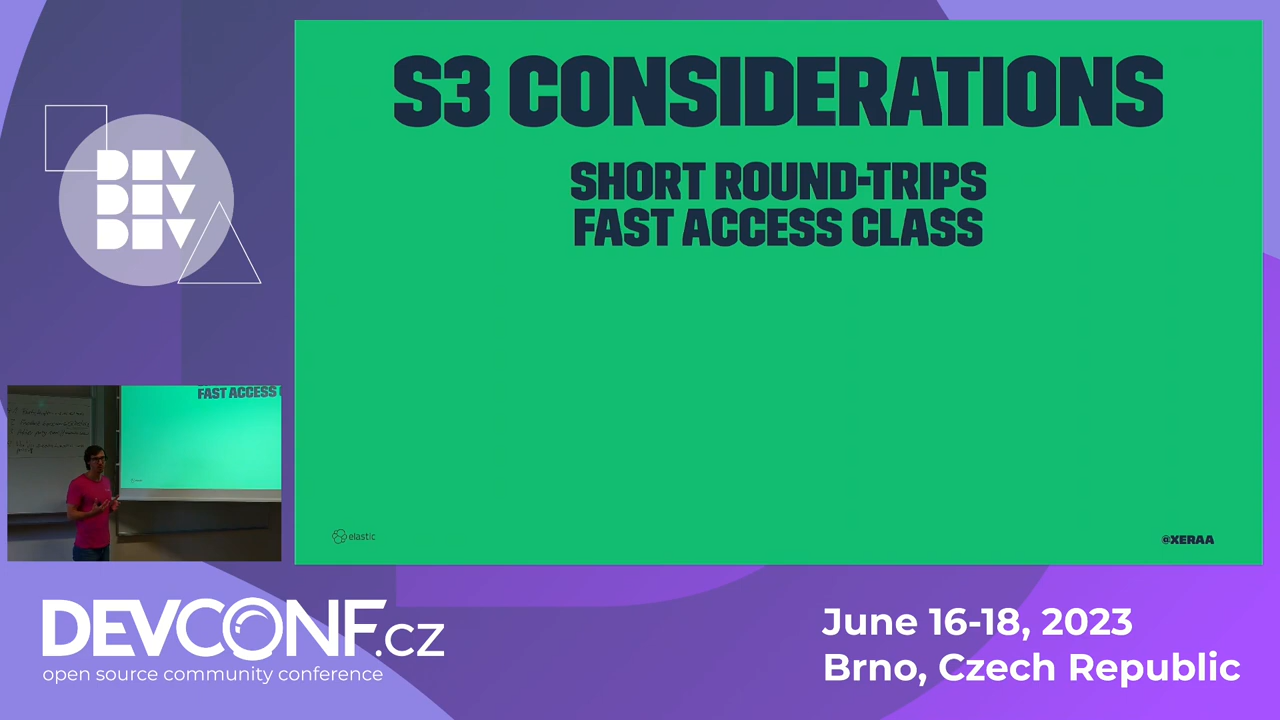 S3 CONSIDERATIONS
SHORT ROUND-TRIPS
FAST ACCESS CLASS
elastic
@XERAA
DEV
DEV
DEV
FAST ACCESS
DEVCONF.cz
open source community conference
June 16-18, 2023
Brno, Czech Republic